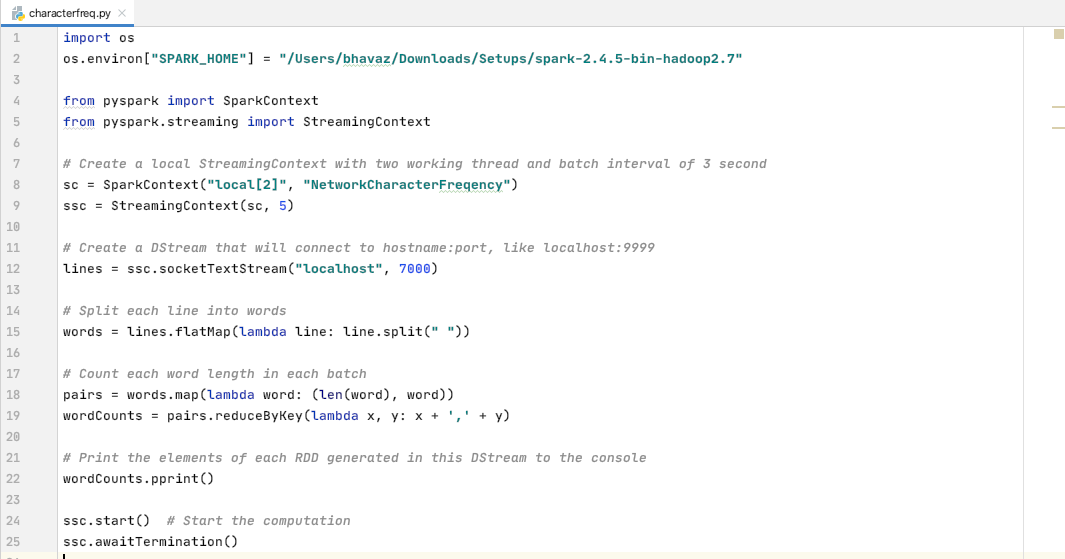 characterfreq.py
1 import os
2 os.environ["SPARK_HOME"] = "/Users/bhavaz/Downloads/Setups/spark-2.4.5-bin-hadoop2.7"
3
4 from pyspark import SparkContext
5 from pyspark.streaming import StreamingContext
6
7 # Create a local StreamingContext with two working thread and batch interval of 3 second
8 sc = SparkContext("local[2]", "NetworkCharacterFreqency")
9 ssc = StreamingContext(sc, 5)
10
11 # Create a DStream that will connect to hostname:port, like localhost:9999
12 lines = ssc.socketTextStream("localhost", 7000)
13
14 # Split each line into words
15 words = lines.flatMap(lambda line: line.split(" "))
16
17 # Count each word length in each batch
18 pairs = words.map(lambda word: (len(word), word))
19 wordCounts = pairs.reduceByKey(lambda x, y: x + ',' + y)
20
21 # Print the elements of each RDD generated in this DStream to the console
22 wordCounts.pprint()
23
24 ssc.start()  # Start the computation
25 ssc.awaitTermination()